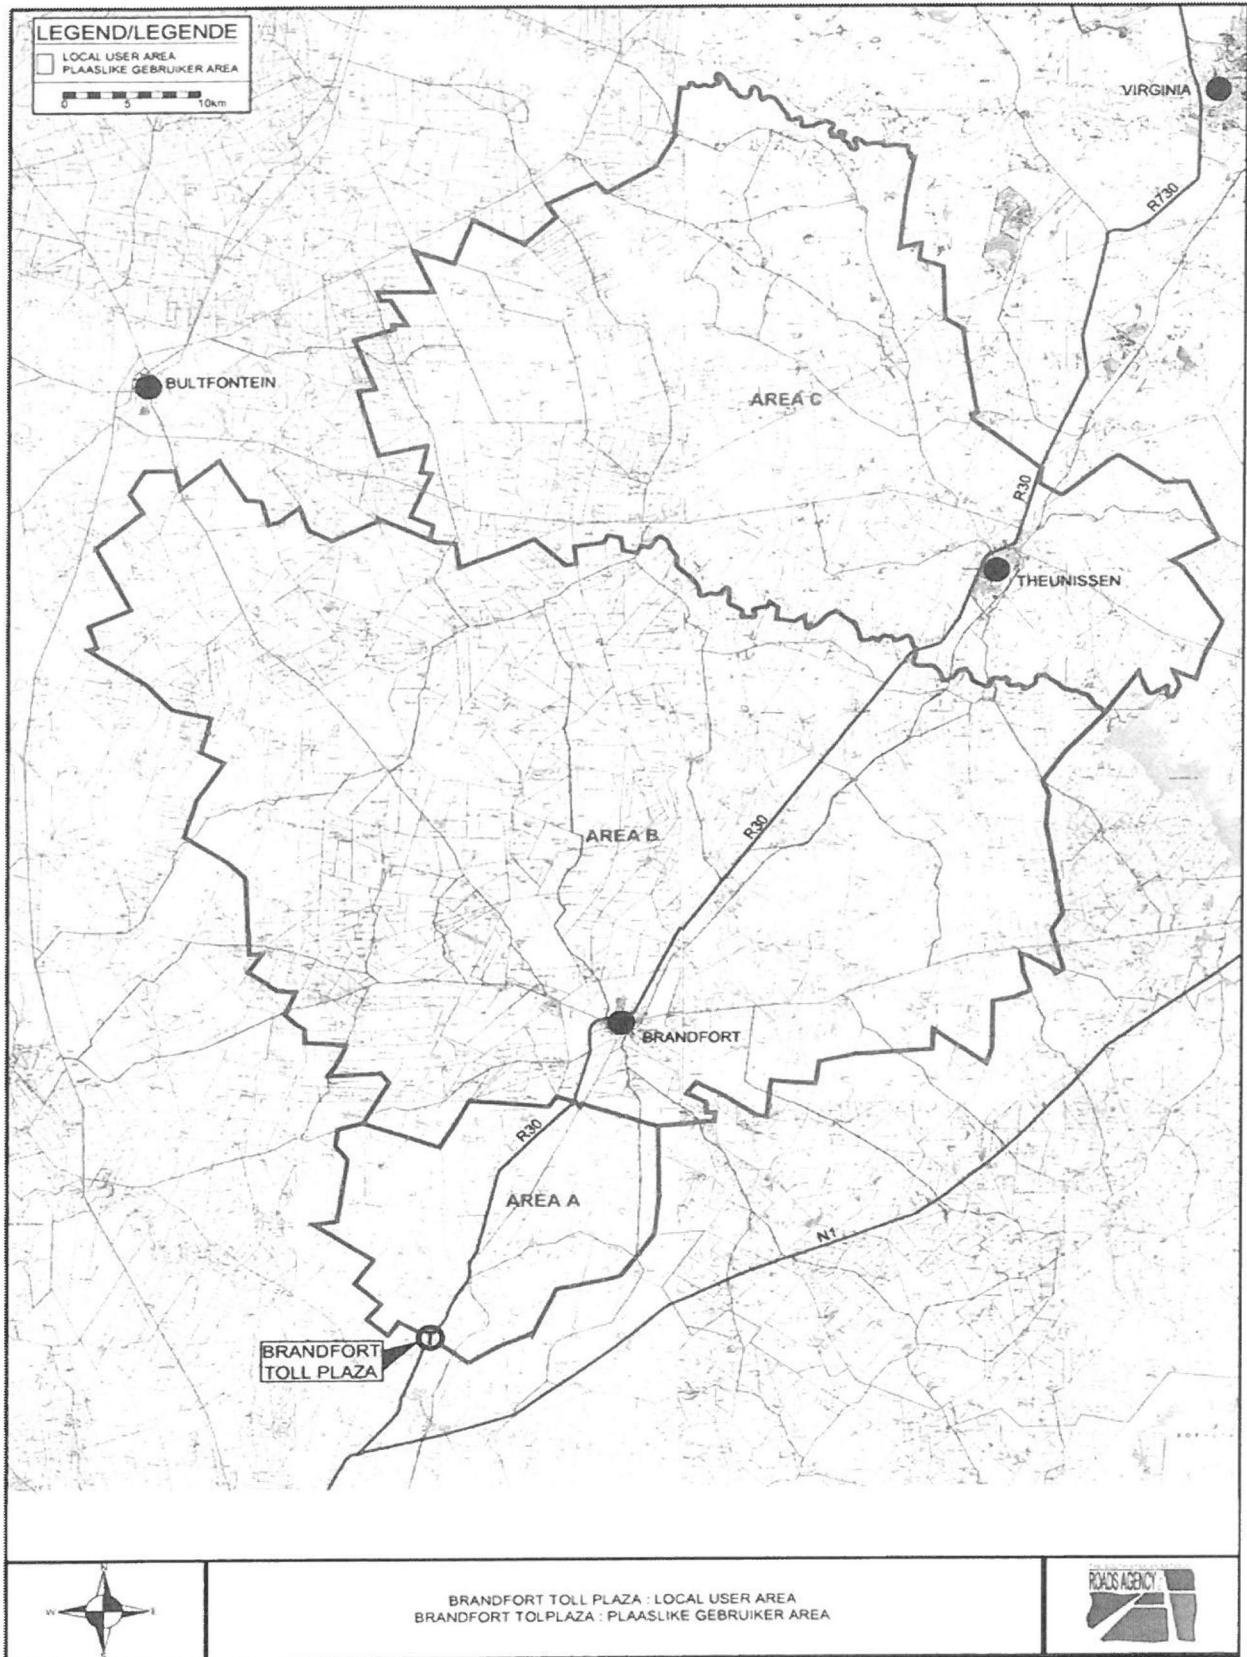 LEGEND/LEGENDE
LOCAL USER AREA
PLAASLIKE GEBRUIKER AREA
0 5 10km
VIRGINIA
R730
BULTFONTEIN
AREA C
R30
THEUNISSEN
AREA B
R30
BRANDFORT
R30
AREA A
N1
T
BRANDFORT
TOLL PLAZA
N
W E
S
BRANDFORT TOLL PLAZA : LOCAL USER AREA
BRANDFORT TOLPLAZA : PLAASLIKE GEBRUIKER AREA
ROADS AGENCY